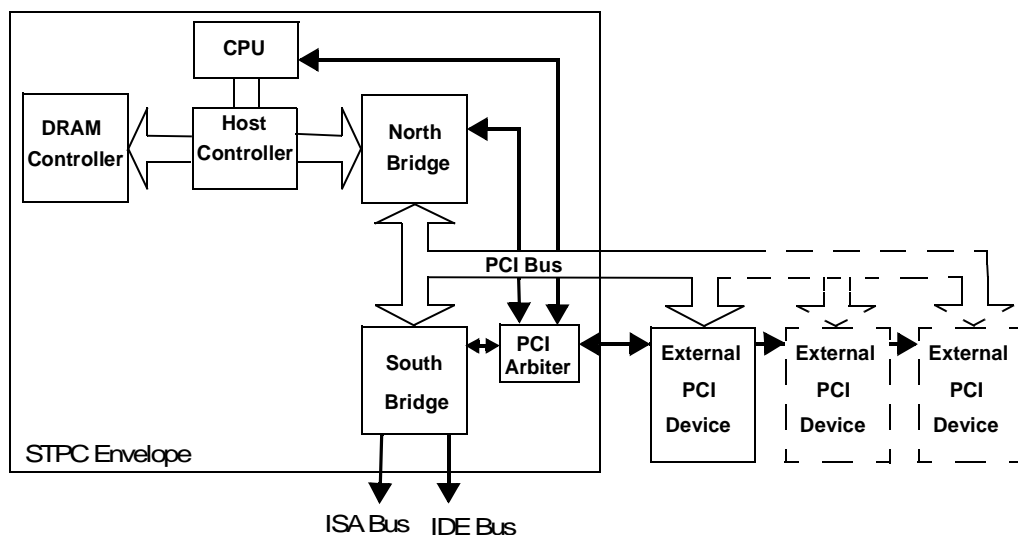 CPU
DRAM
Controller
Host
Controller
North
Bridge
PCI Bus
South
Bridge
PCI
Arbiter
External
PCI
Device
External
PCI
Device
External
PCI
Device
STPC Envelope
ISA Bus
IDE Bus